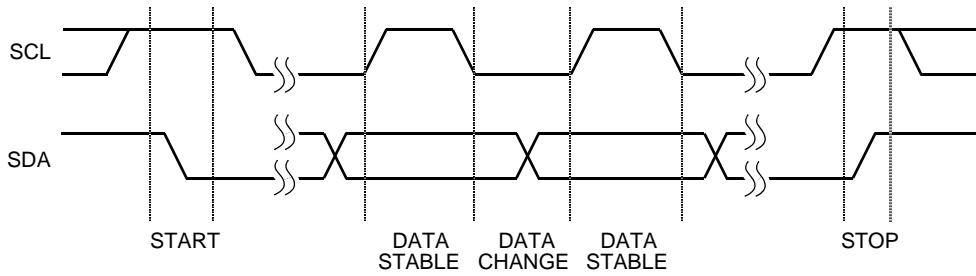 SCL
SDA
START
DATA
STABLE
DATA
CHANGE
DATA
STABLE
STOP